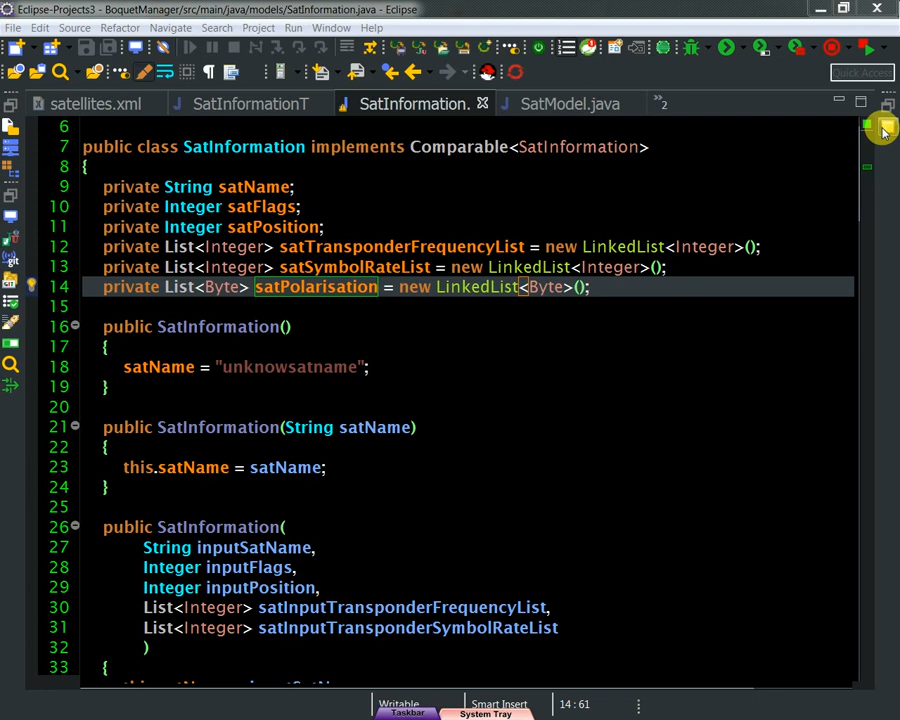 Eclipse-Projects3 - BoquetManager/src/main/java/models/SatInformation.java - Eclipse
File Edit Source Refactor Navigate Search Project Run Window Help
Quick Access
satellites.xml SatInformationT SatInformation. SatModel.java »2
6
7 public class SatInformation implements Comparable<SatInformation>
8 {
9 private String satName;
10 private Integer satFlags;
11 private Integer satPosition;
12 private List<Integer> satTransponderFrequencyList = new LinkedList<Integer>();
13 private List<Integer> satSymbolRateList = new LinkedList<Integer>();
14 private List<Byte> satPolarisation = new LinkedList<Byte>();
15
16 public SatInformation()
17 {
18 satName = "unknowsatname";
19 }
20
21 public SatInformation(String satName)
22 {
23 this.satName = satName;
24 }
25
26 public SatInformation(
27 String inputSatName,
28 Integer inputFlags,
29 Integer inputPosition,
30 List<Integer> satInputTransponderFrequencyList,
31 List<Integer> satInputTransponderSymbolRateList
32 )
33 {
Writable Smart Insert 14 : 61
Taskbar System Tray